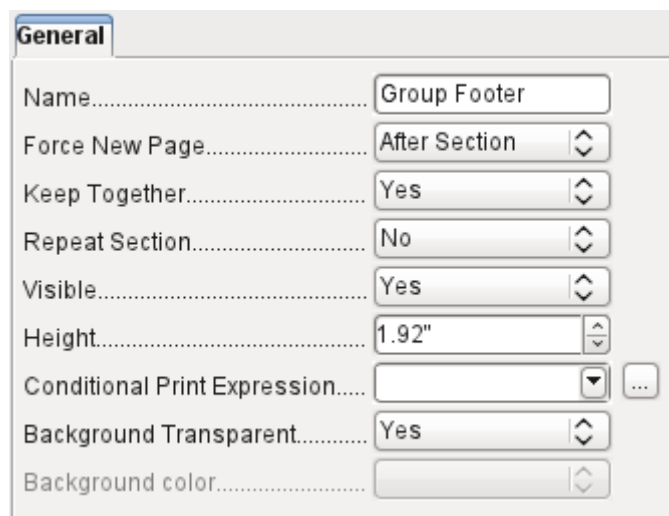 General
Name.......................................... Group Footer
Force New Page........................ After Section
Keep Together........................... Yes
Repeat Section.......................... No
Visible......................................... Yes
Height......................................... 1.92"
Conditional Print Expression..... ...
Background Transparent........... Yes
Background color.......................